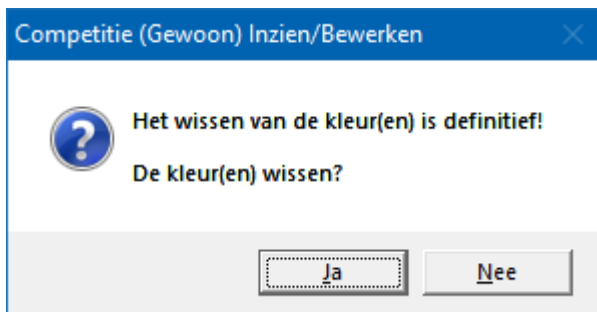 Competitie (Gewoon) Inzien/Bewerken
Het wissen van de kleur(en) is definitief!
De kleur(en) wissen?
Ja
Nee